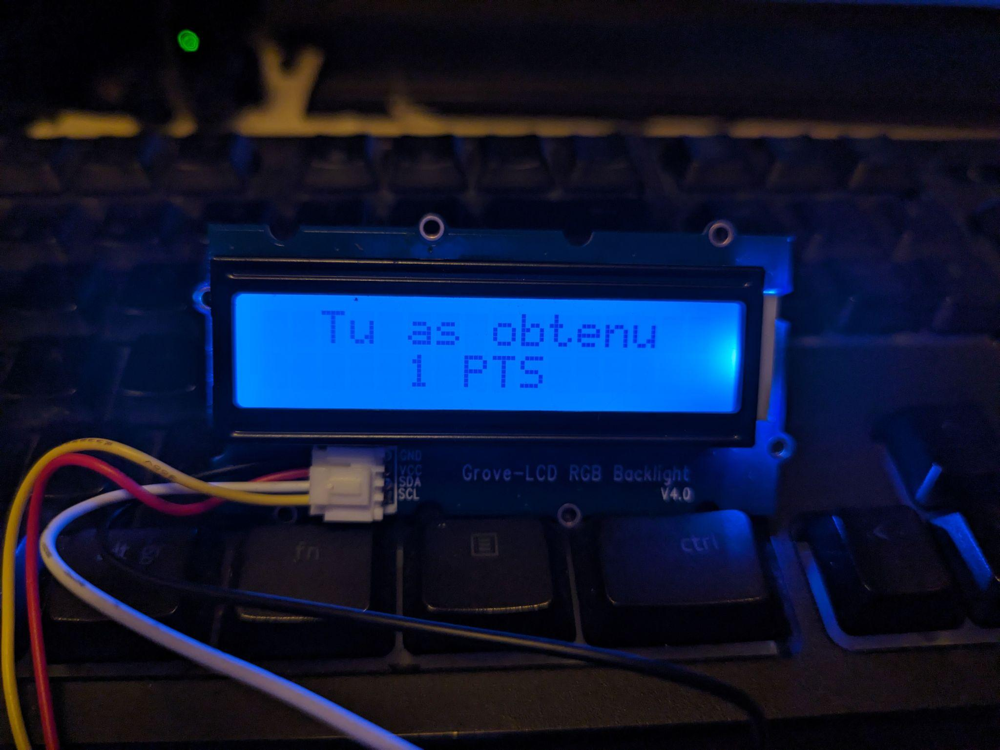 Tu as obtenu
1 PTS
GND
VCC
SDA
SCL
Grove-LCD RGB Backlight
V4.0
fn
ctrl